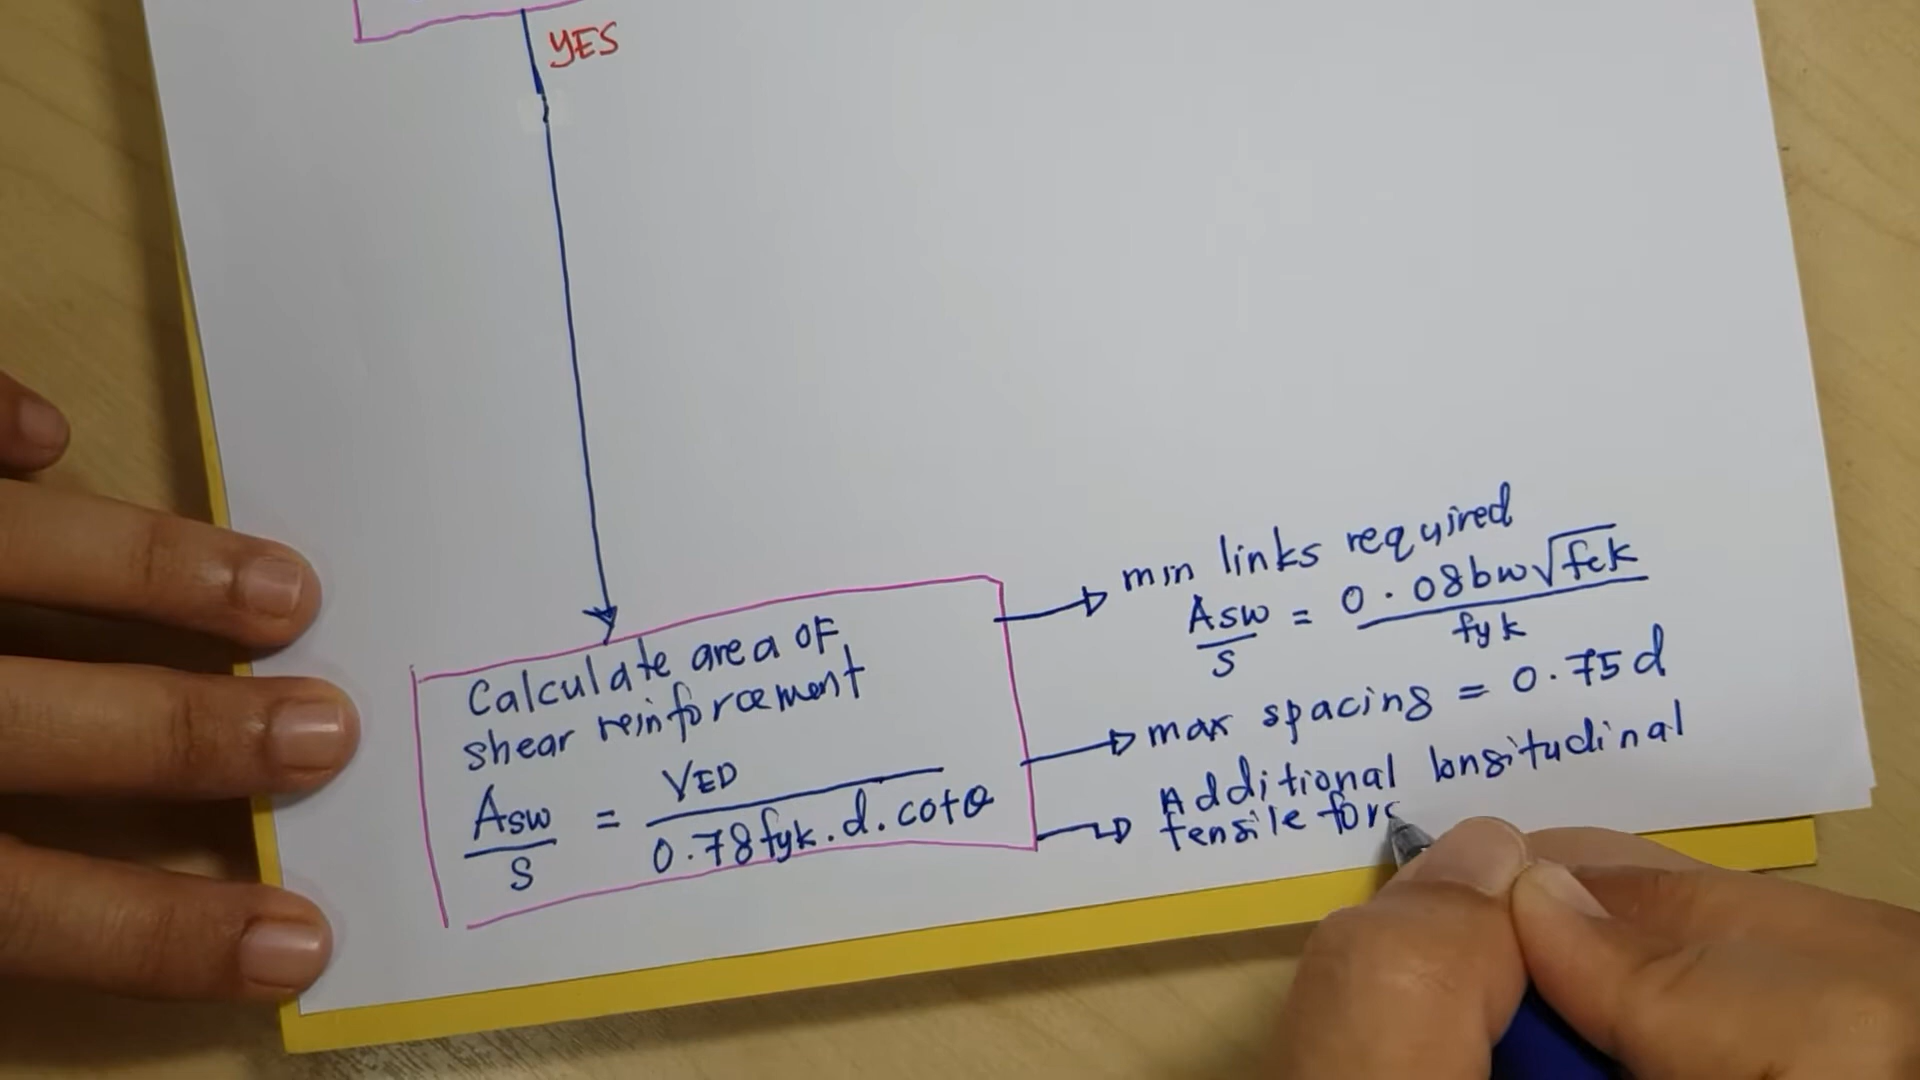 YES
Calculate area of
shear reinforcement
Asw/s = VED/0.78fyk.d.cotθ
min links required
Asw/s = 0.08bw√fck/fyk
max spacing = 0.75d
Additional longitudinal
tensile forc